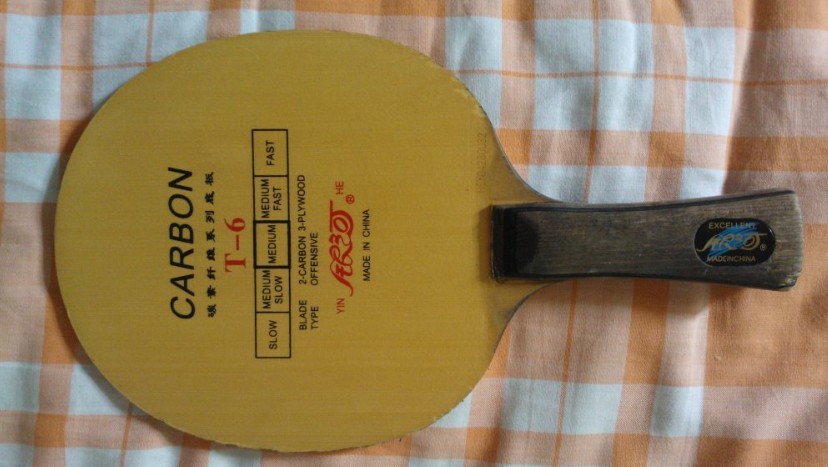 CARBON
碳素纤维系列底板
T-6
SLOW MEDIUM SLOW MEDIUM MEDIUM FAST FAST
BLADE 2-CARBON 3-PLYWOOD
TYPE OFFENSIVE
YIN ® HE
MADE IN CHINA
EXCELLENT
®
MADEINCHINA